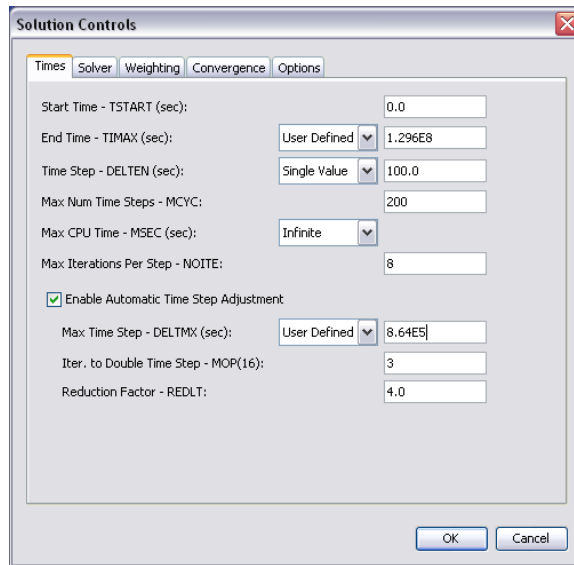 Solution Controls
Times Solver Weighting Convergence Options
Start Time - TSTART (sec): 0.0
End Time - TIMAX (sec): User Defined 1.296E8
Time Step - DELTEN (sec): Single Value 100.0
Max Num Time Steps - MCYC: 200
Max CPU Time - MSEC (sec): Infinite
Max Iterations Per Step - NOITE: 8
Enable Automatic Time Step Adjustment
Max Time Step - DELTMX (sec): User Defined 8.64E5
Iter. to Double Time Step - MOP(16): 3
Reduction Factor - REDLT: 4.0
OK Cancel